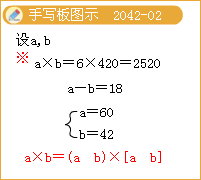 手写板图示 2042-02
设a,b
※ a×b=6×420=2520
a-b=18
{a=60
b=42
a×b=(a b)×[a b]